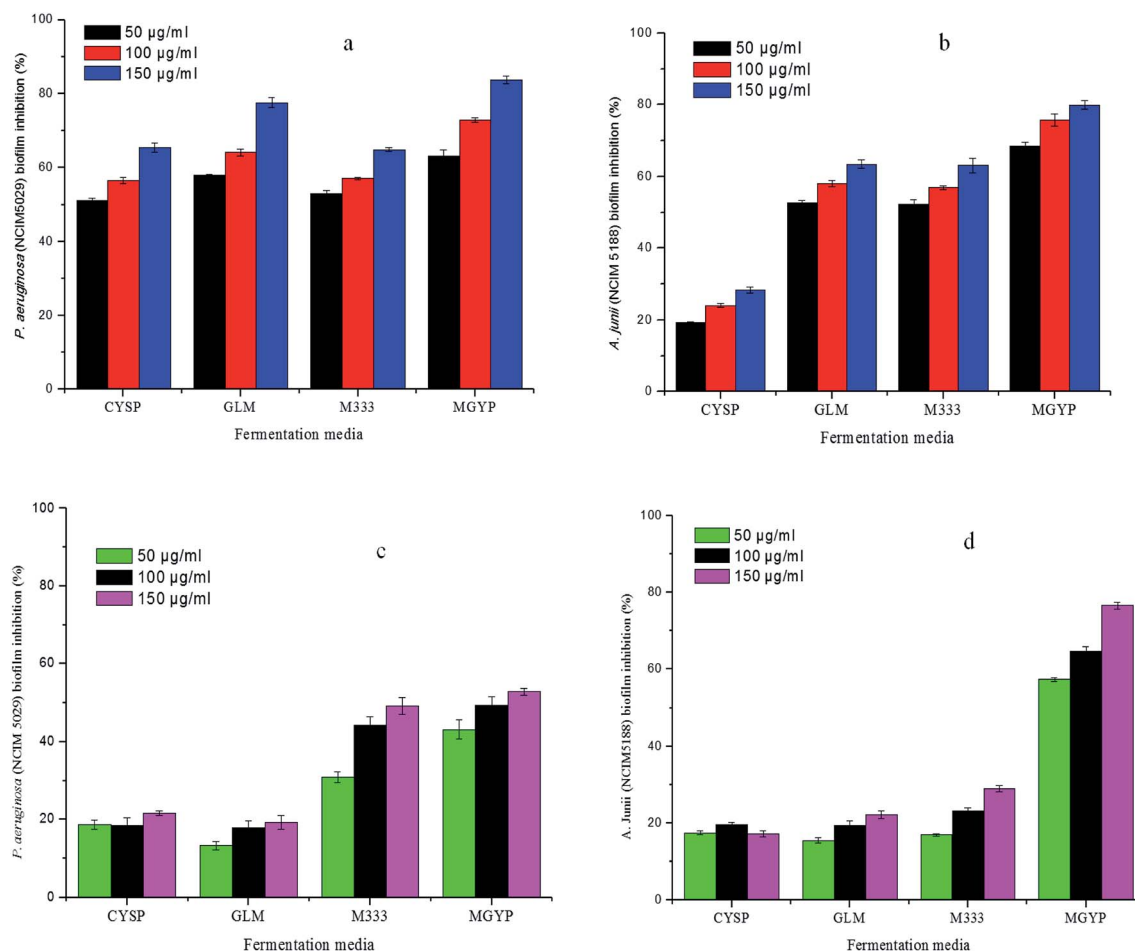 a
50 µg/ml
100 µg/ml
150 µg/ml
P. aeruginosa (NCIM5029) biofilm inhibition (%)
100
80
60
40
20
0
CYSP GLM M333 MGYP
Fermentation media
b
50 µg/ml
100 µg/ml
150 µg/ml
A. junii (NCIM 5188) biofilm inhibition (%)
100
80
60
40
20
0
CYSP GLM M333 MGYP
Fermentation media
c
50 µg/ml
100 µg/ml
150 µg/ml
P. aeruginosa (NCIM 5029) biofilm inhibition (%)
100
80
60
40
20
0
CYSP GLM M333 MGYP
Fermentation media
d
50 µg/ml
100 µg/ml
150 µg/ml
A. Junii (NCIM5188) biofilm inhibition (%)
100
80
60
40
20
0
CYSP GLM M333 MGYP
Fermentation media